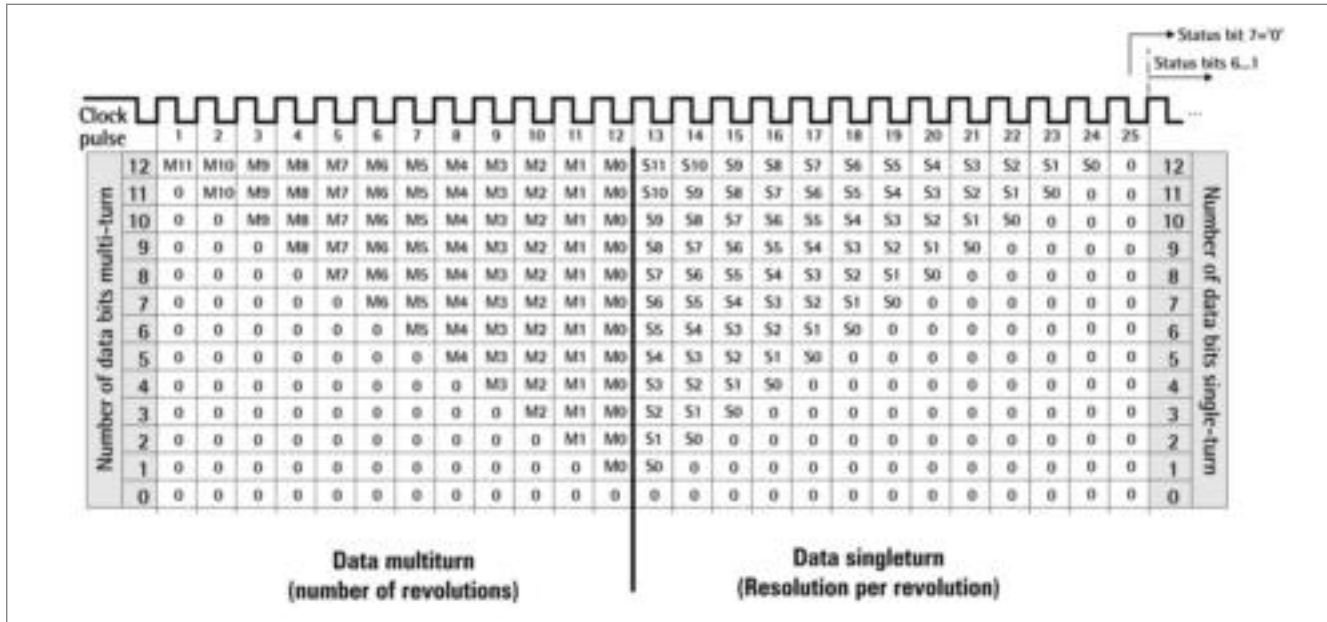 Status bit 7='0'
Status bits 6...1
Clock pulse
...
1 2 3 4 5 6 7 8 9 10 11 12 13 14 15 16 17 18 19 20 21 22 23 24 25
Number of data bits multi-turn
12 M11 M10 M9 M8 M7 M6 M5 M4 M3 M2 M1 M0 S11 S10 S9 S8 S7 S6 S5 S4 S3 S2 S1 S0 0 12
11 0 M10 M9 M8 M7 M6 M5 M4 M3 M2 M1 M0 S10 S9 S8 S7 S6 S5 S4 S3 S2 S1 S0 0 0 11
10 0 0 M9 M8 M7 M6 M5 M4 M3 M2 M1 M0 S9 S8 S7 S6 S5 S4 S3 S2 S1 S0 0 0 0 10
9 0 0 0 M8 M7 M6 M5 M4 M3 M2 M1 M0 S8 S7 S6 S5 S4 S3 S2 S1 S0 0 0 0 0 9
8 0 0 0 0 M7 M6 M5 M4 M3 M2 M1 M0 S7 S6 S5 S4 S3 S2 S1 S0 0 0 0 0 0 8
7 0 0 0 0 0 M6 M5 M4 M3 M2 M1 M0 S6 S5 S4 S3 S2 S1 S0 0 0 0 0 0 0 7
6 0 0 0 0 0 0 M5 M4 M3 M2 M1 M0 S5 S4 S3 S2 S1 S0 0 0 0 0 0 0 0 6
5 0 0 0 0 0 0 0 M4 M3 M2 M1 M0 S4 S3 S2 S1 S0 0 0 0 0 0 0 0 0 5
4 0 0 0 0 0 0 0 0 M3 M2 M1 M0 S3 S2 S1 S0 0 0 0 0 0 0 0 0 0 4
3 0 0 0 0 0 0 0 0 0 M2 M1 M0 S2 S1 S0 0 0 0 0 0 0 0 0 0 0 3
2 0 0 0 0 0 0 0 0 0 0 M1 M0 S1 S0 0 0 0 0 0 0 0 0 0 0 0 2
1 0 0 0 0 0 0 0 0 0 0 0 M0 S0 0 0 0 0 0 0 0 0 0 0 0 0 1
0 0 0 0 0 0 0 0 0 0 0 0 0 0 0 0 0 0 0 0 0 0 0 0 0 0 0
Number of data bits single-turn
Data multiturn
(number of revolutions)
Data singleturn
(Resolution per revolution)